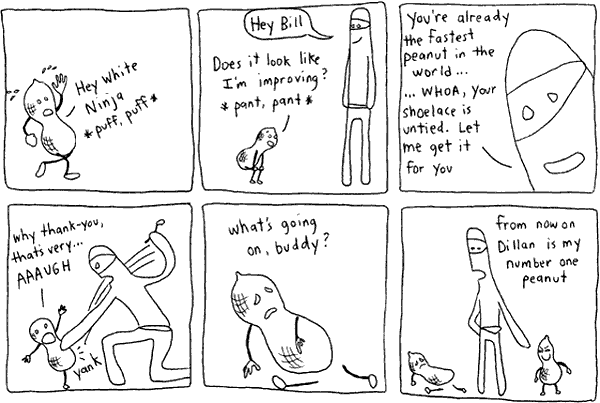 Hey White
Ninja
*puff, puff*
Hey Bill
Does it look like
I'm improving?
*pant, pant*
You're already
the fastest
peanut in the
world...
...WHOA, your
shoelace is
untied. Let
me get it
for you
why thank-you,
that's very...
AAAUGH
yank
what's going
on, buddy?
from now on
Dillan is my
number one
peanut